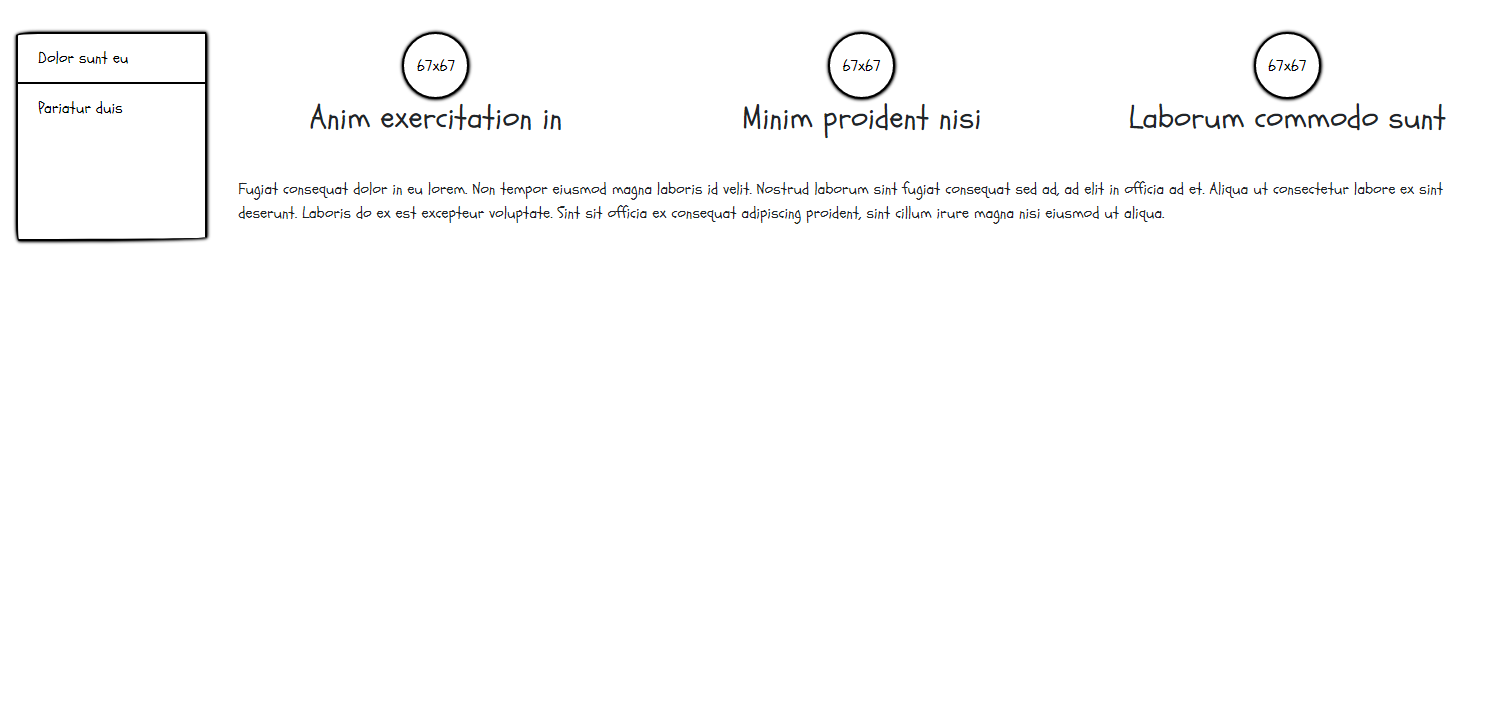 Dolor sunt eu
Pariatur duis
67x67
Anim exercitation in
67x67
Minim proident nisi
67x67
Laborum commodo sunt
Fugiat consequat dolor in eu lorem. Non tempor eiusmod magna laboris id velit. Nostrud laborum sint fugiat consequat sed ad, ad elit in officia ad et. Aliqua ut consectetur labore ex sint
deserunt. Laboris do ex est excepteur voluptate. Sint sit officia ex consequat adipiscing proident, sint cillum irure magna nisi eiusmod ut aliqua.